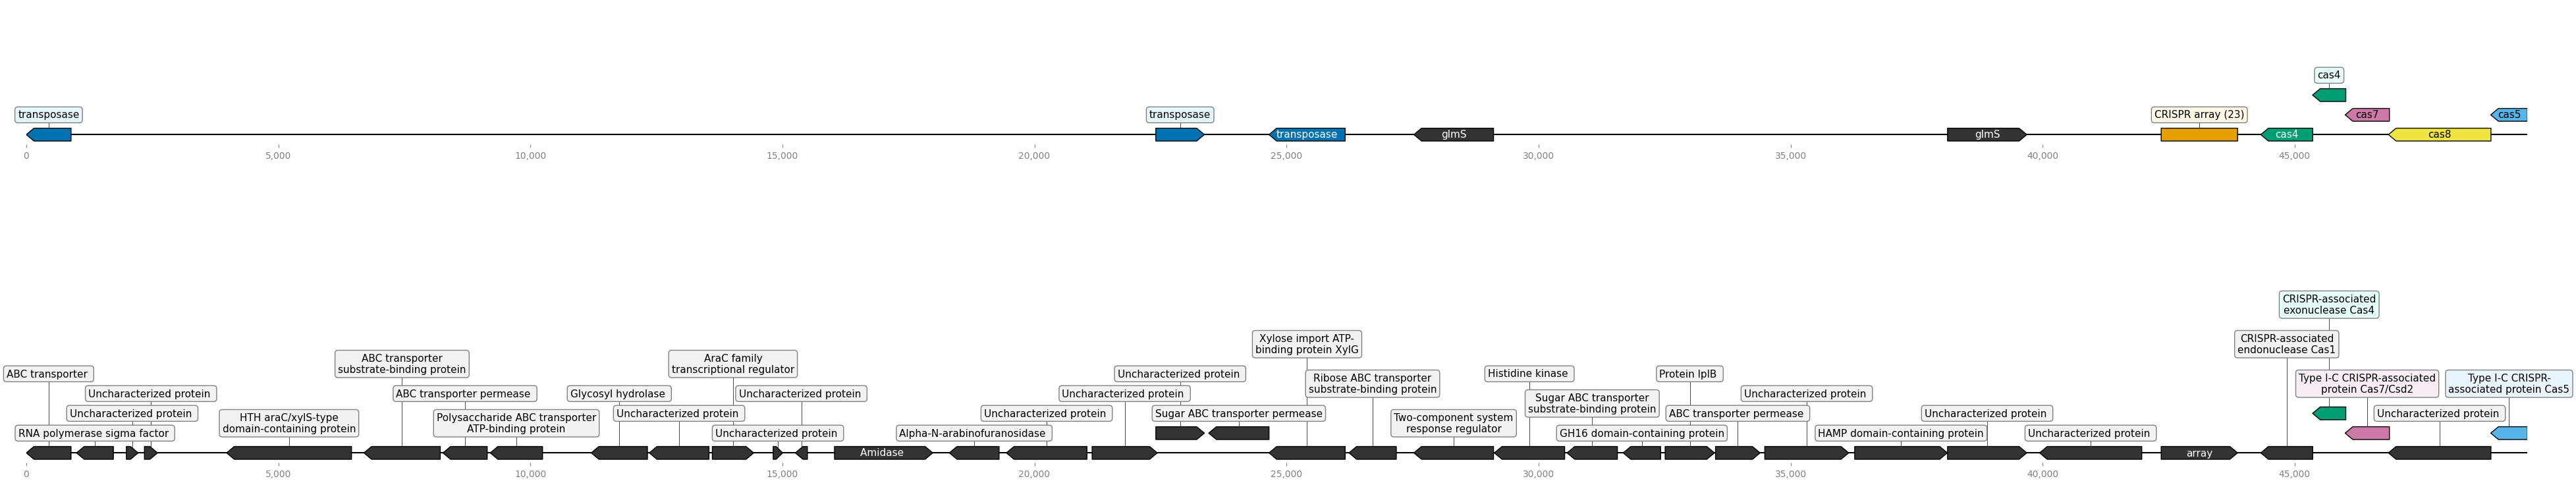 cas4
transposase
transposase
CRISPR array (23)
cas7
cas5
transposase
glmS
glmS
cas4
cas8
0
5,000
10,000
15,000
20,000
25,000
30,000
35,000
40,000
45,000
CRISPR-associated
exonuclease Cas4
Xylose import ATP-
binding protein XylG
CRISPR-associated
endonuclease Cas1
ABC transporter
substrate-binding protein
AraC family
transcriptional regulator
ABC transporter
Uncharacterized protein
Histidine kinase
Protein lplB
Ribose ABC transporter
substrate-binding protein
Type I-C CRISPR-associated
protein Cas7/Csd2
Type I-C CRISPR-
associated protein Cas5
Uncharacterized protein
ABC transporter permease
Glycosyl hydrolase
Uncharacterized protein
Uncharacterized protein
Uncharacterized protein
Sugar ABC transporter
substrate-binding protein
Uncharacterized protein
Uncharacterized protein
Uncharacterized protein
Sugar ABC transporter permease
ABC transporter permease
Uncharacterized protein
Uncharacterized protein
HTH araC/xylS-type
domain-containing protein
Polysaccharide ABC transporter
ATP-binding protein
Two-component system
response regulator
RNA polymerase sigma factor
Uncharacterized protein
Alpha-N-arabinofuranosidase
GH16 domain-containing protein
HAMP domain-containing protein
Uncharacterized protein
Amidase
array
0
5,000
10,000
15,000
20,000
25,000
30,000
35,000
40,000
45,000